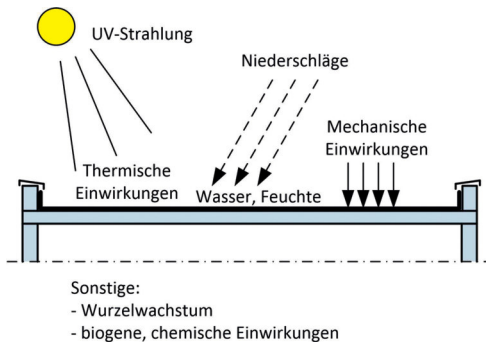 UV-Strahlung
Niederschläge
Mechanische
Einwirkungen
Thermische
Einwirkungen
Wasser, Feuchte
Sonstige:
- Wurzelwachstum
- biogene, chemische Einwirkungen